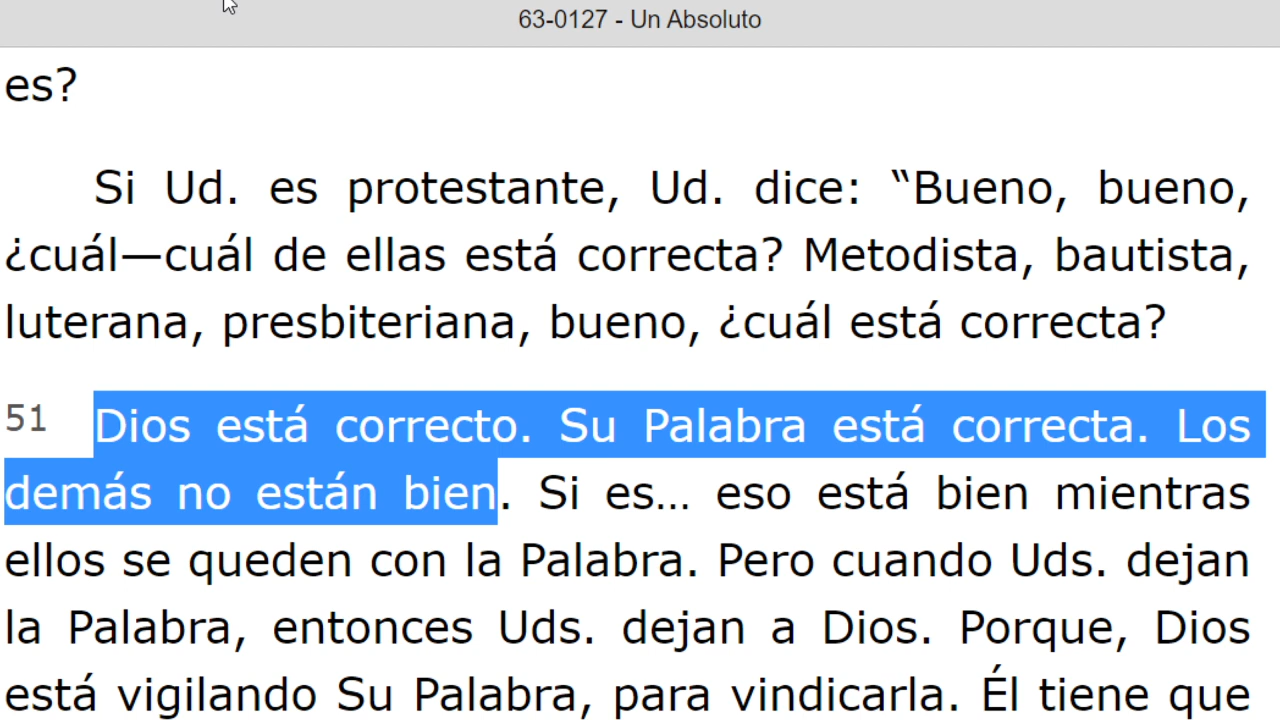 63-0127 - Un Absoluto
es?
Si Ud. es protestante, Ud. dice: “Bueno, bueno,
¿cuál—cuál de ellas está correcta? Metodista, bautista,
luterana, presbiteriana, bueno, ¿cuál está correcta?
51 Dios está correcto. Su Palabra está correcta. Los
demás no están bien. Si es… eso está bien mientras
ellos se queden con la Palabra. Pero cuando Uds. dejan
la Palabra, entonces Uds. dejan a Dios. Porque, Dios
está vigilando Su Palabra, para vindicarla. Él tiene que